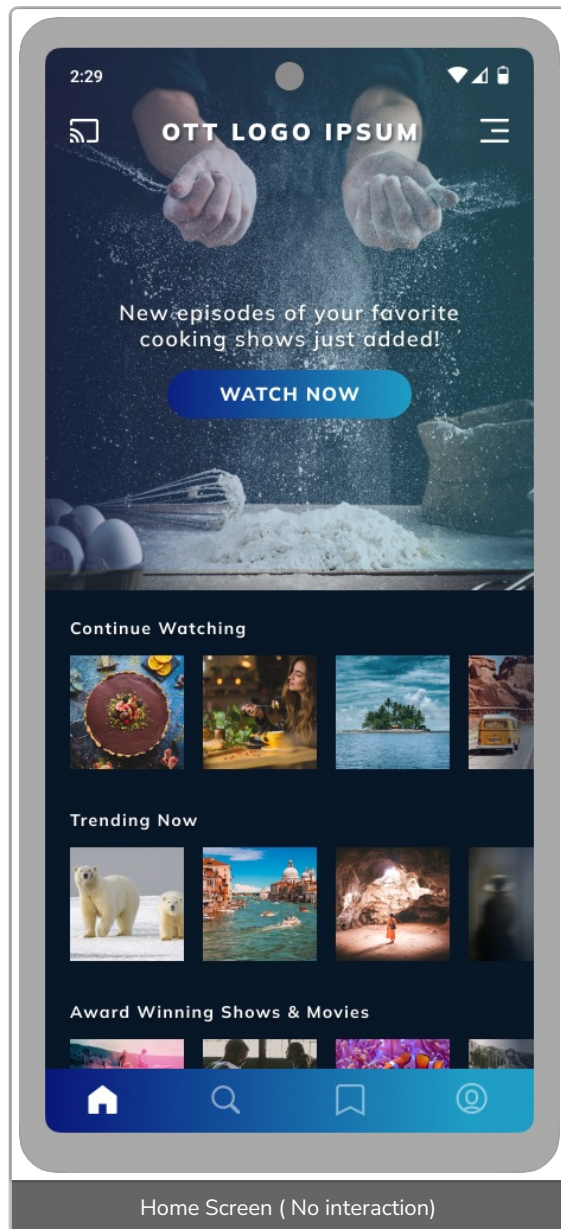 2:29
OTT LOGO IPSUM
New episodes of your favorite
cooking shows just added!
WATCH NOW
Continue Watching
Trending Now
Award Winning Shows & Movies
Home Screen ( No interaction)